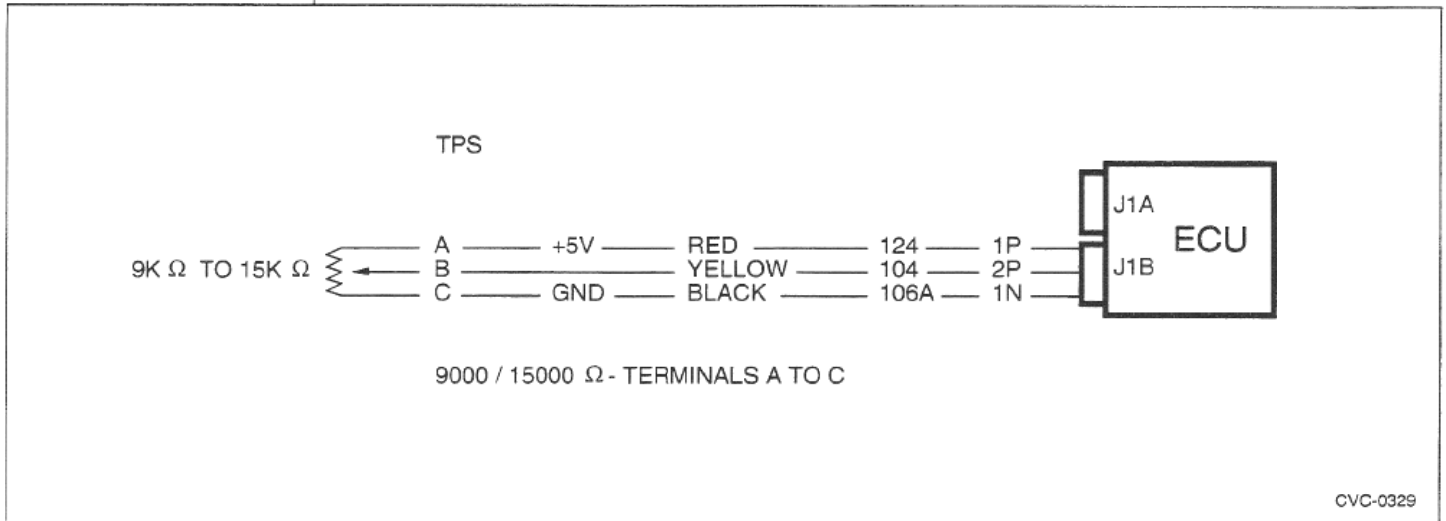 TPS
J1A
ECU
A +5V RED 124 1P
9K Ω TO 15K Ω B YELLOW 104 2P J1B
C GND BLACK 106A 1N
9000 / 15000 Ω - TERMINALS A TO C
CVC-0329